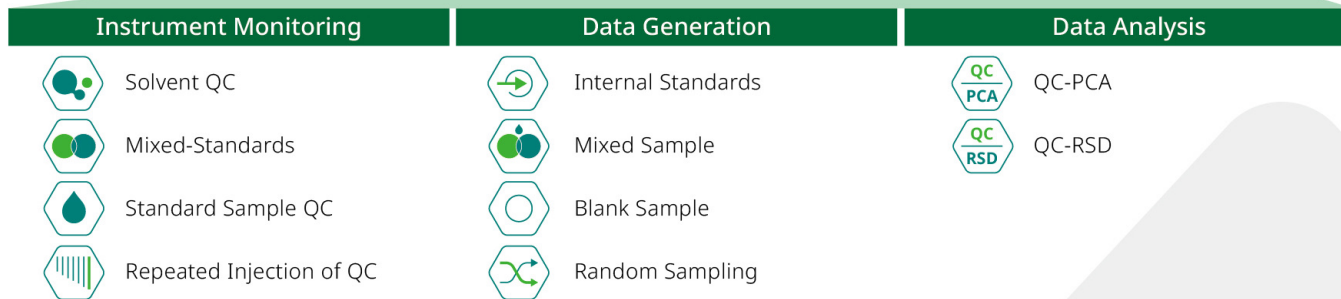 Instrument Monitoring
Solvent QC
Mixed-Standards
Standard Sample QC
Repeated Injection of QC
Data Generation
Internal Standards
Mixed Sample
Blank Sample
Random Sampling
Data Analysis
QC
PCA
QC-PCA
QC
RSD
QC-RSD